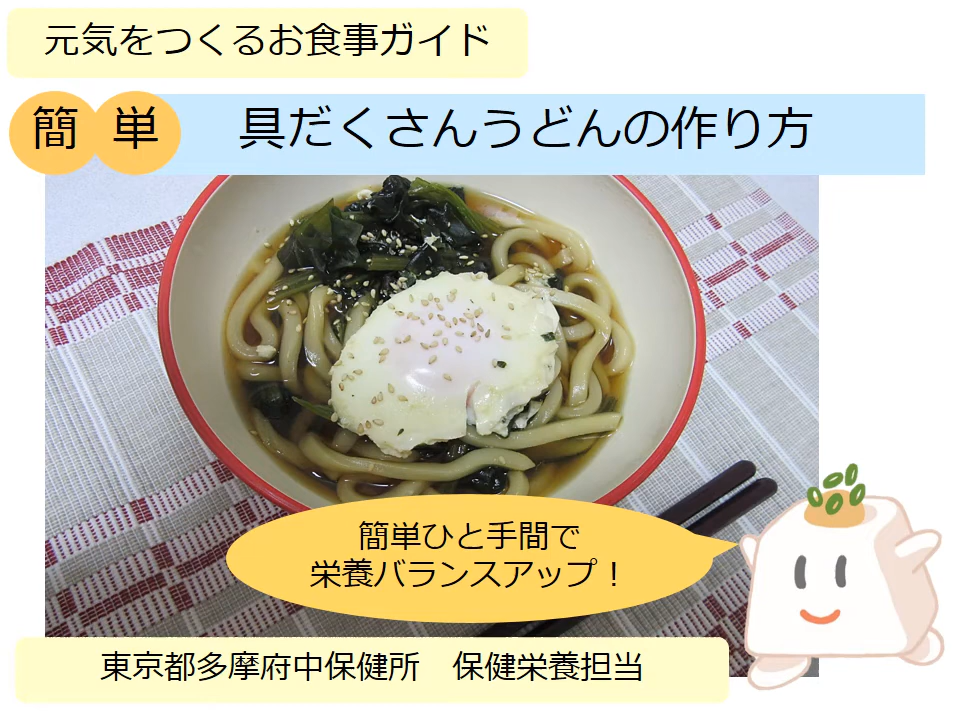 元気をつくるお食事ガイド
簡単　具だくさんうどんの作り方
簡単ひと手間で
栄養バランスアップ！
東京都多摩府中保健所　保健栄養担当